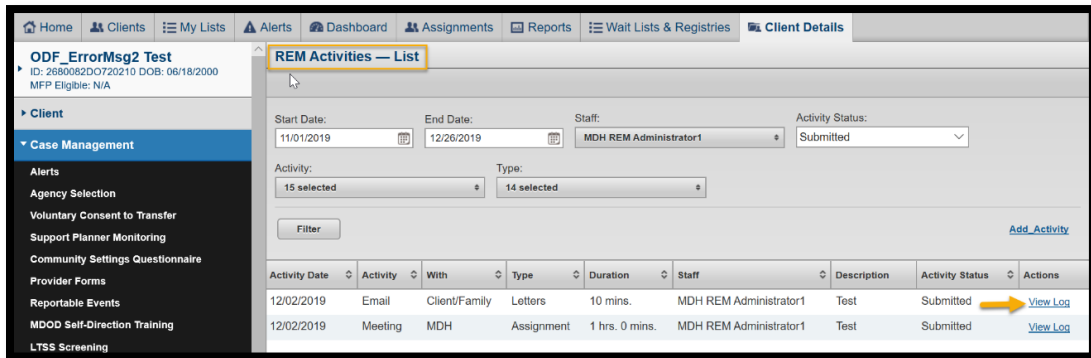 Home Clients My Lists Alerts Dashboard Assignments Reports Wait Lists & Registries Client Details
ODF_ErrorMsg2 Test
ID: 2680082DO720210 DOB: 06/18/2000
MFP Eligible: N/A
Client
Case Management
Alerts
Agency Selection
Voluntary Consent to Transfer
Support Planner Monitoring
Community Settings Questionnaire
Provider Forms
Reportable Events
MDOD Self-Direction Training
LTSS Screening
REM Activities — List
Start Date: End Date: Staff: Activity Status:
11/01/2019 12/26/2019 MDH REM Administrator1 Submitted
Activity: Type:
15 selected 14 selected
Filter Add_Activity
Activity Date Activity With Type Duration Staff Description Activity Status Actions
12/02/2019 Email Client/Family Letters 10 mins. MDH REM Administrator1 Test Submitted View Log
12/02/2019 Meeting MDH Assignment 1 hrs. 0 mins. MDH REM Administrator1 Test Submitted View Log